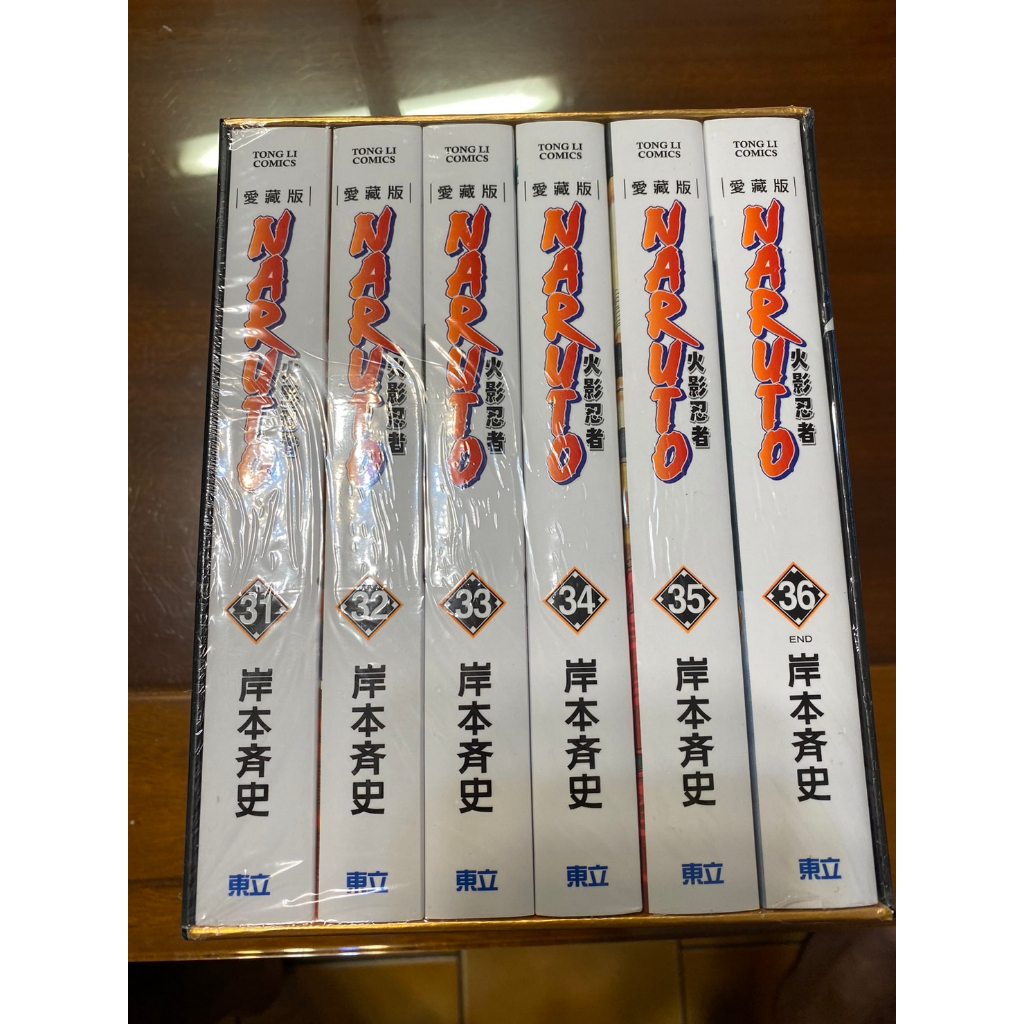 TONG LI
COMICS
愛藏版
NARUTO
火影忍者
31
岸本斉史
東立
TONG LI
COMICS
愛藏版
NARUTO
火影忍者
32
岸本斉史
東立
TONG LI
COMICS
愛藏版
NARUTO
火影忍者
33
岸本斉史
東立
TONG LI
COMICS
愛藏版
NARUTO
火影忍者
34
岸本斉史
東立
TONG LI
COMICS
愛藏版
NARUTO
火影忍者
35
岸本斉史
東立
TONG LI
COMICS
愛藏版
NARUTO
火影忍者
36
END
岸本斉史
東立